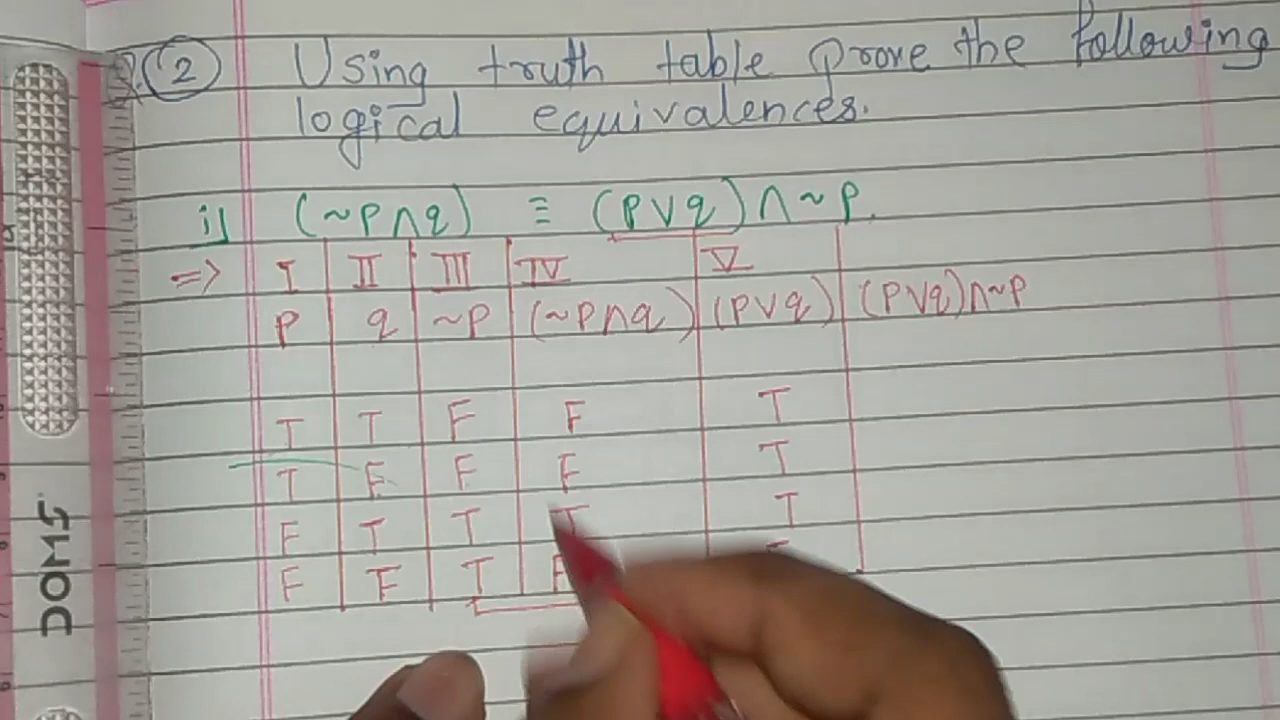 Q. (2) Using truth table prove the following
logical equivalences.
i) (~p∧q) ≡ (p∨q)∧~p.
=> I II III IV V
p q ~p (~p∧q) (p∨q) (p∨q)∧~p
T T F F T
T F F F T
F T T T T
F F T F
DOMS